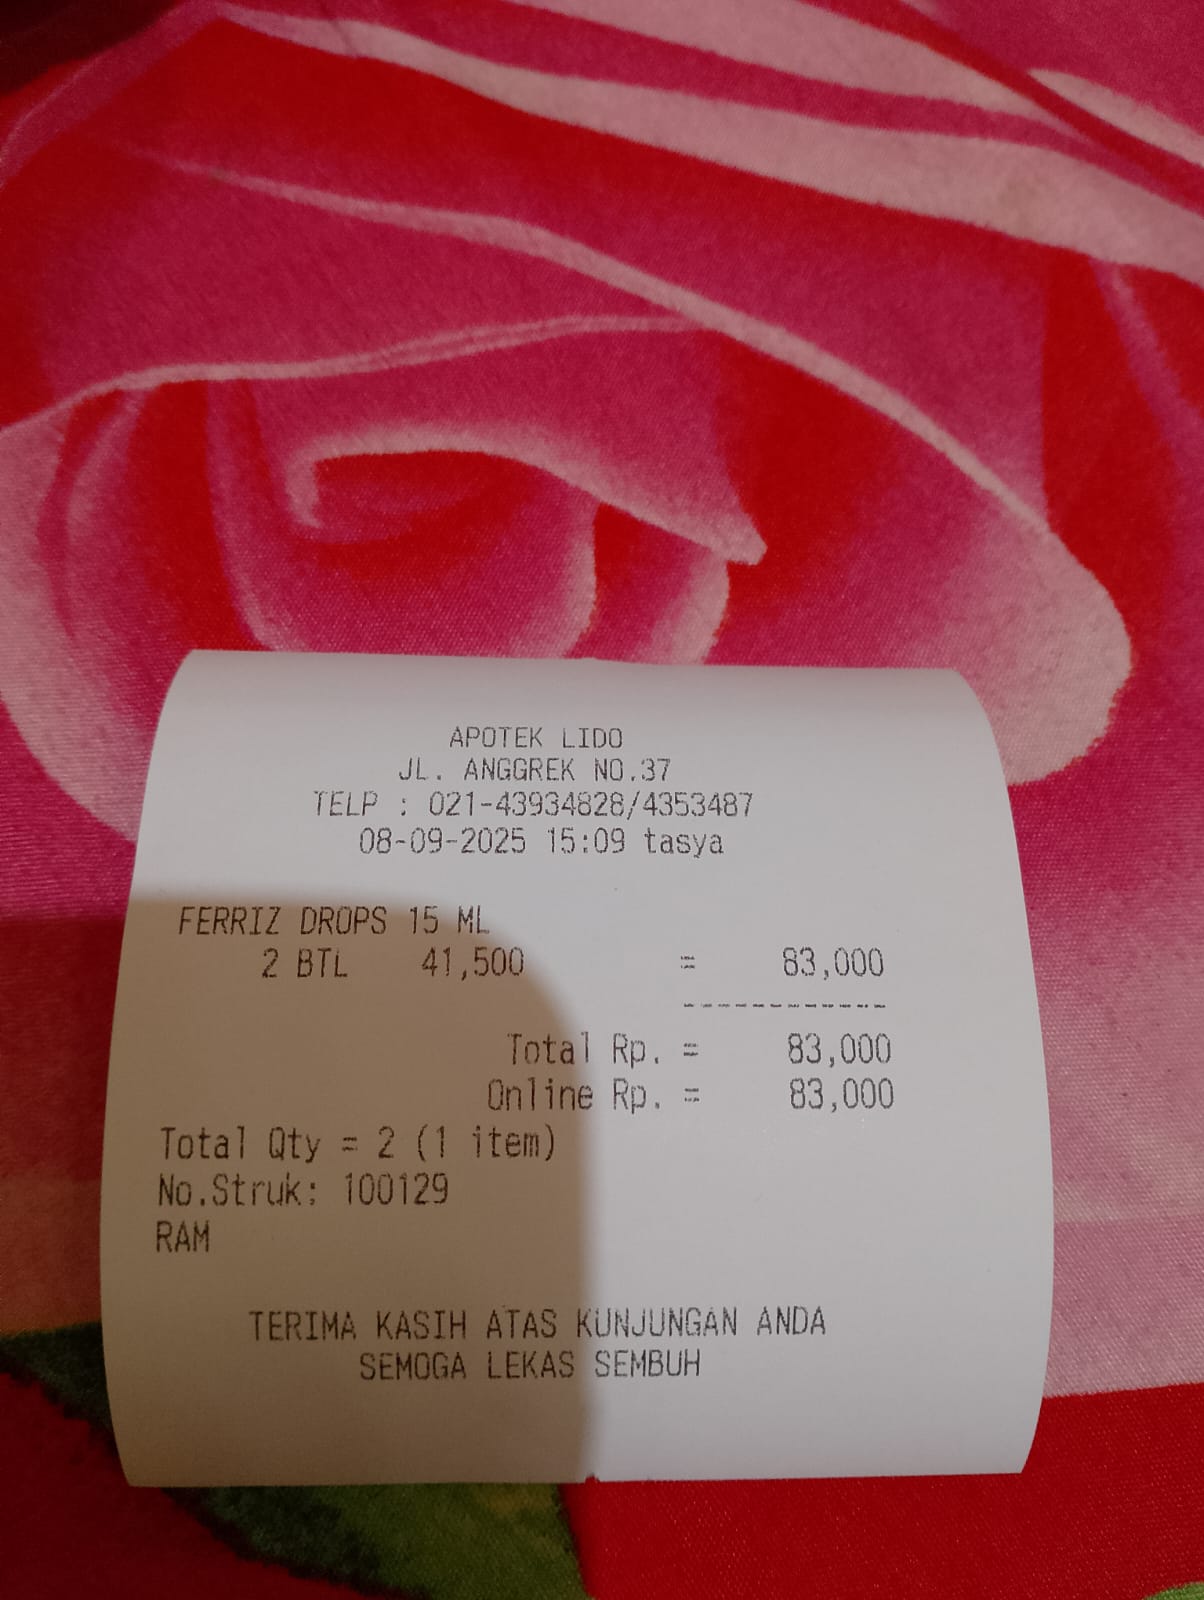 APOTEK LIDO
JL. ANGGREK NO.37
TELP : 021-43934828/4353487
08-09-2025 15:09 tasya
FERRIZ DROPS 15 ML
2 BTL 41,500 = 83,000
------------
Total Rp. = 83,000
Online Rp. = 83,000
Total Qty = 2 (1 item)
No.Struk: 100129
RAM
TERIMA KASIH ATAS KUNJUNGAN ANDA
SEMOGA LEKAS SEMBUH